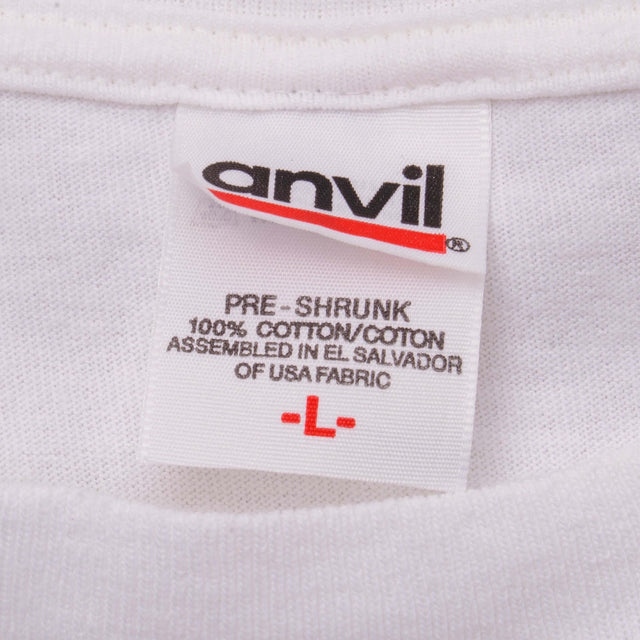 anvil®
PRE-SHRUNK
100% COTTON/COTON
ASSEMBLED IN EL SALVADOR
OF USA FABRIC
-L-